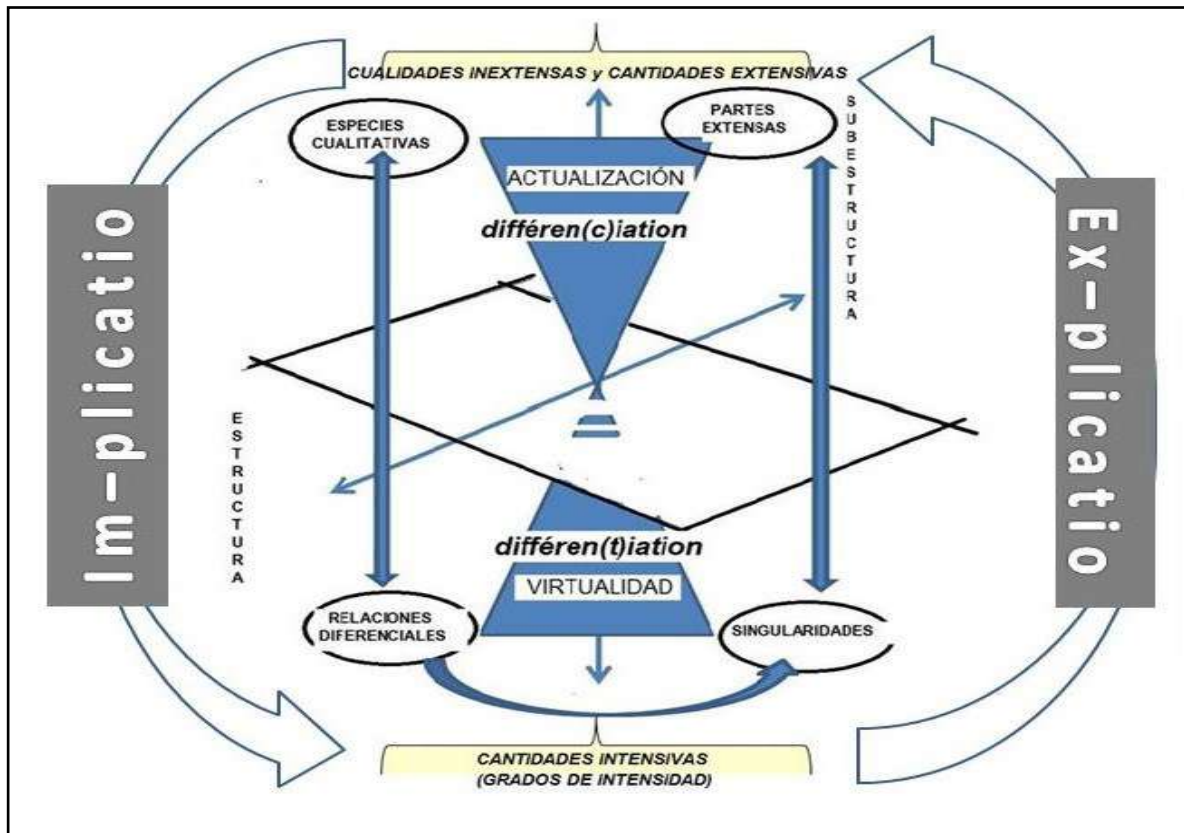 CUALIDADES INEXTENSAS y CANTIDADES EXTENSIVAS
ESPECIES
CUALITATIVAS
PARTES
EXTENSAS
SUBESTRUCTURA
ACTUALIZACIÓN
différen(c)iation
Im-plicatio
Ex-plicatio
ESTRUCTURA
différen(t)iation
VIRTUALIDAD
RELACIONES
DIFERENCIALES
SINGULARIDADES
CANTIDADES INTENSIVAS
(GRADOS DE INTENSIDAD)